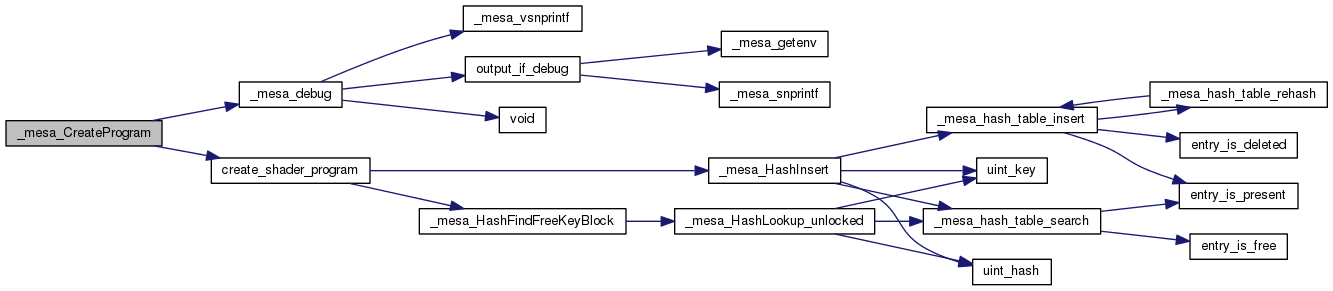 _mesa_CreateProgram
_mesa_debug
create_shader_program
_mesa_vsnprintf
output_if_debug
void
_mesa_HashFindFreeKeyBlock
_mesa_getenv
_mesa_snprintf
_mesa_HashInsert
_mesa_HashLookup_unlocked
_mesa_hash_table_insert
uint_key
_mesa_hash_table_search
uint_hash
_mesa_hash_table_rehash
entry_is_deleted
entry_is_present
entry_is_free